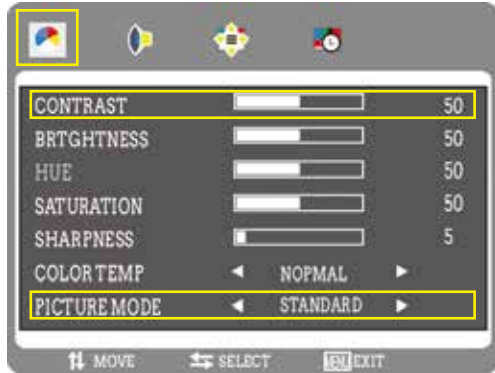 CONTRAST 50
BRTGHTNESS 50
HUE 50
SATURATION 50
SHARPNESS 5
COLOR TEMP NOPMAL
PICTURE MODE STANDARD
MOVE SELECT MENU EXIT